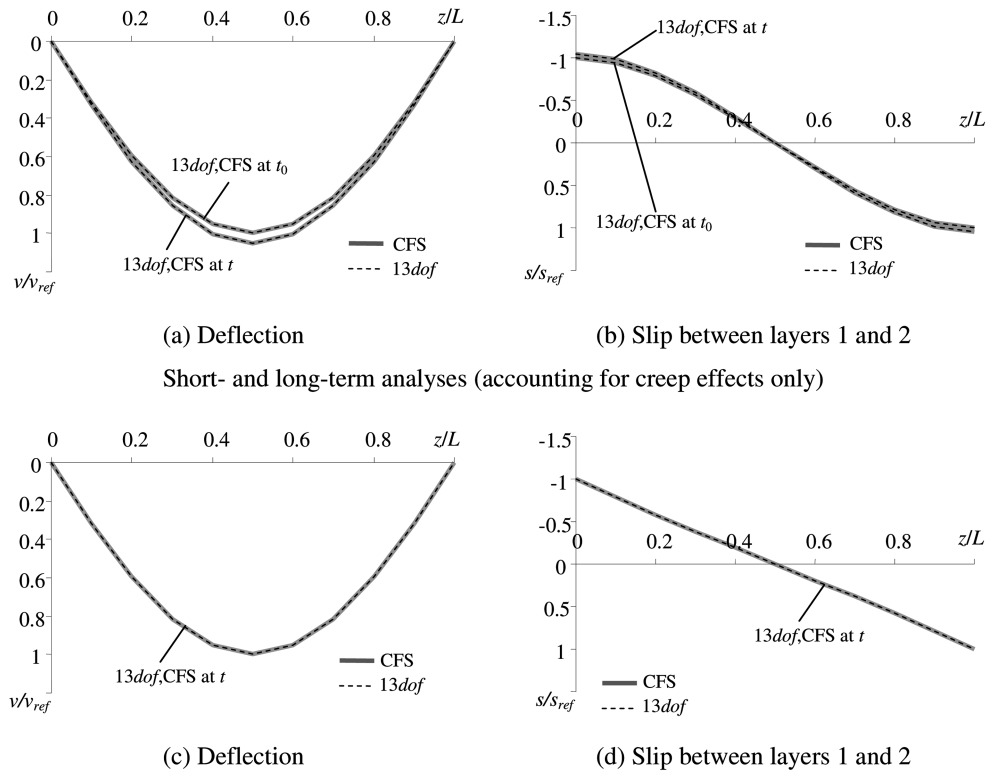 0 0.2 0.4 0.6 0.8 z/L
0
0.2
0.4
0.6
0.8
1
v/v_ref
13dof,CFS at t₀
13dof,CFS at t
CFS
13dof
(a) Deflection
-1.5
-1
-0.5
0 0.2 0.4 0.6 0.8 z/L
0
0.5
1
s/s_ref
13dof,CFS at t
13dof,CFS at t₀
CFS
13dof
(b) Slip between layers 1 and 2
Short- and long-term analyses (accounting for creep effects only)
0 0.2 0.4 0.6 0.8 z/L
0
0.2
0.4
0.6
0.8
1
v/v_ref
13dof,CFS at t
CFS
13dof
(c) Deflection
-1.5
-1
-0.5
0 0.2 0.4 0.6 0.8 z/L
0
0.5
1
s/s_ref
13dof,CFS at t
CFS
13dof
(d) Slip between layers 1 and 2